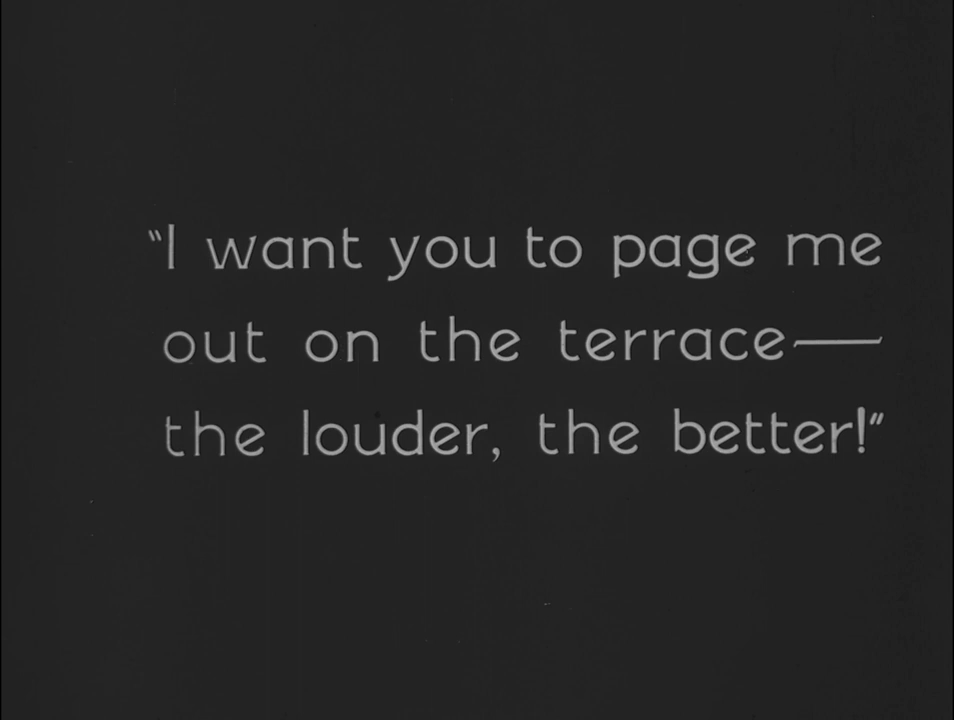 "I want you to page me
out on the terrace—
the louder, the better!"